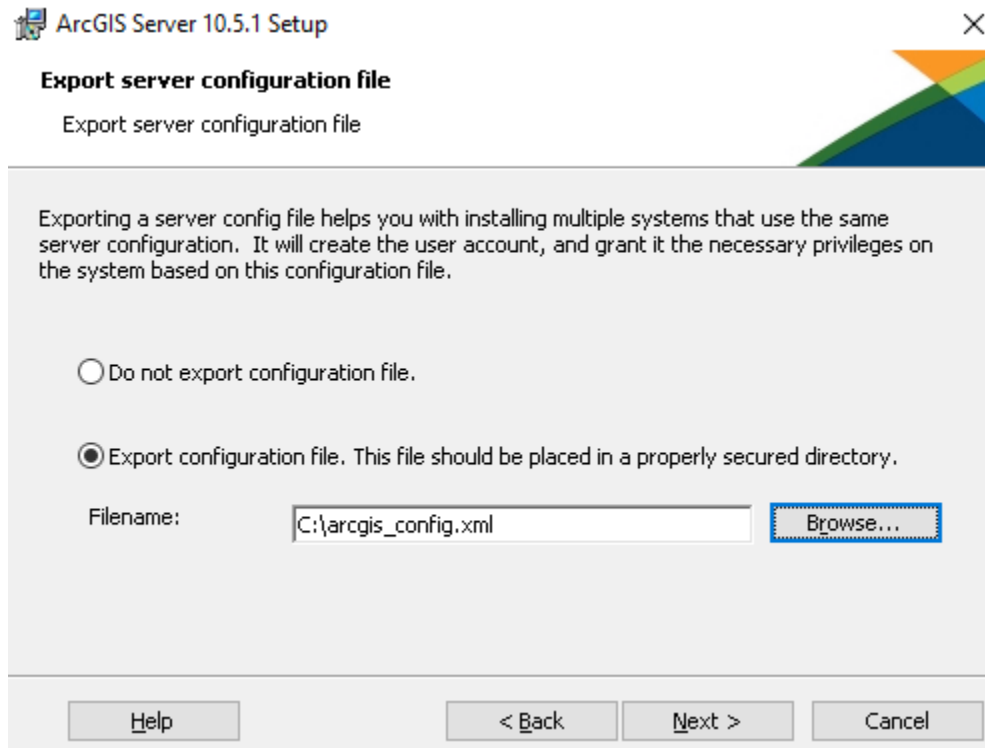 ArcGIS Server 10.5.1 Setup
Export server configuration file
Export server configuration file
Exporting a server config file helps you with installing multiple systems that use the same
server configuration.  It will create the user account, and grant it the necessary privileges on
the system based on this configuration file.
Do not export configuration file.
Export configuration file. This file should be placed in a properly secured directory.
Filename:
C:\arcgis_config.xml
Browse...
Help
< Back
Next >
Cancel